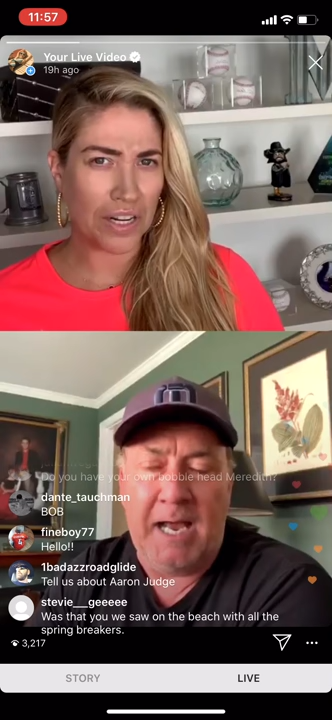 11:57
Your Live Video
19h ago
Do you have your own bobble head Meredith?
dante_tauchman
BOB
fineboy77
Hello!!
1badazzroadglide
Tell us about Aaron Judge
stevie___geeeee
Was that you we saw on the beach with all the
spring breakers.
3,217
STORY
LIVE